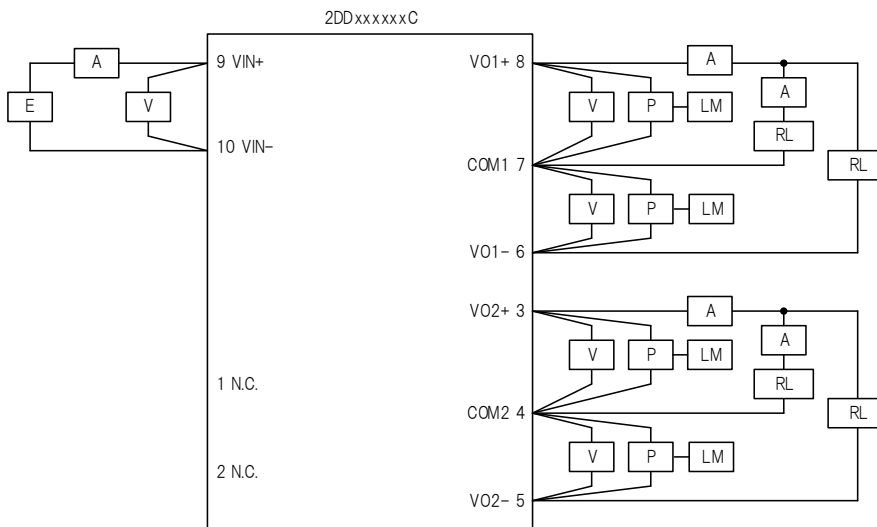 2DDxxxxxxC
A
9 VIN+
E
V
10 VIN-
1 N.C.
2 N.C.
VO1+ 8
A
V
P
LM
A
RL
COM1 7
RL
V
P
LM
VO1- 6
VO2+ 3
A
V
P
LM
A
RL
COM2 4
RL
V
P
LM
VO2- 5